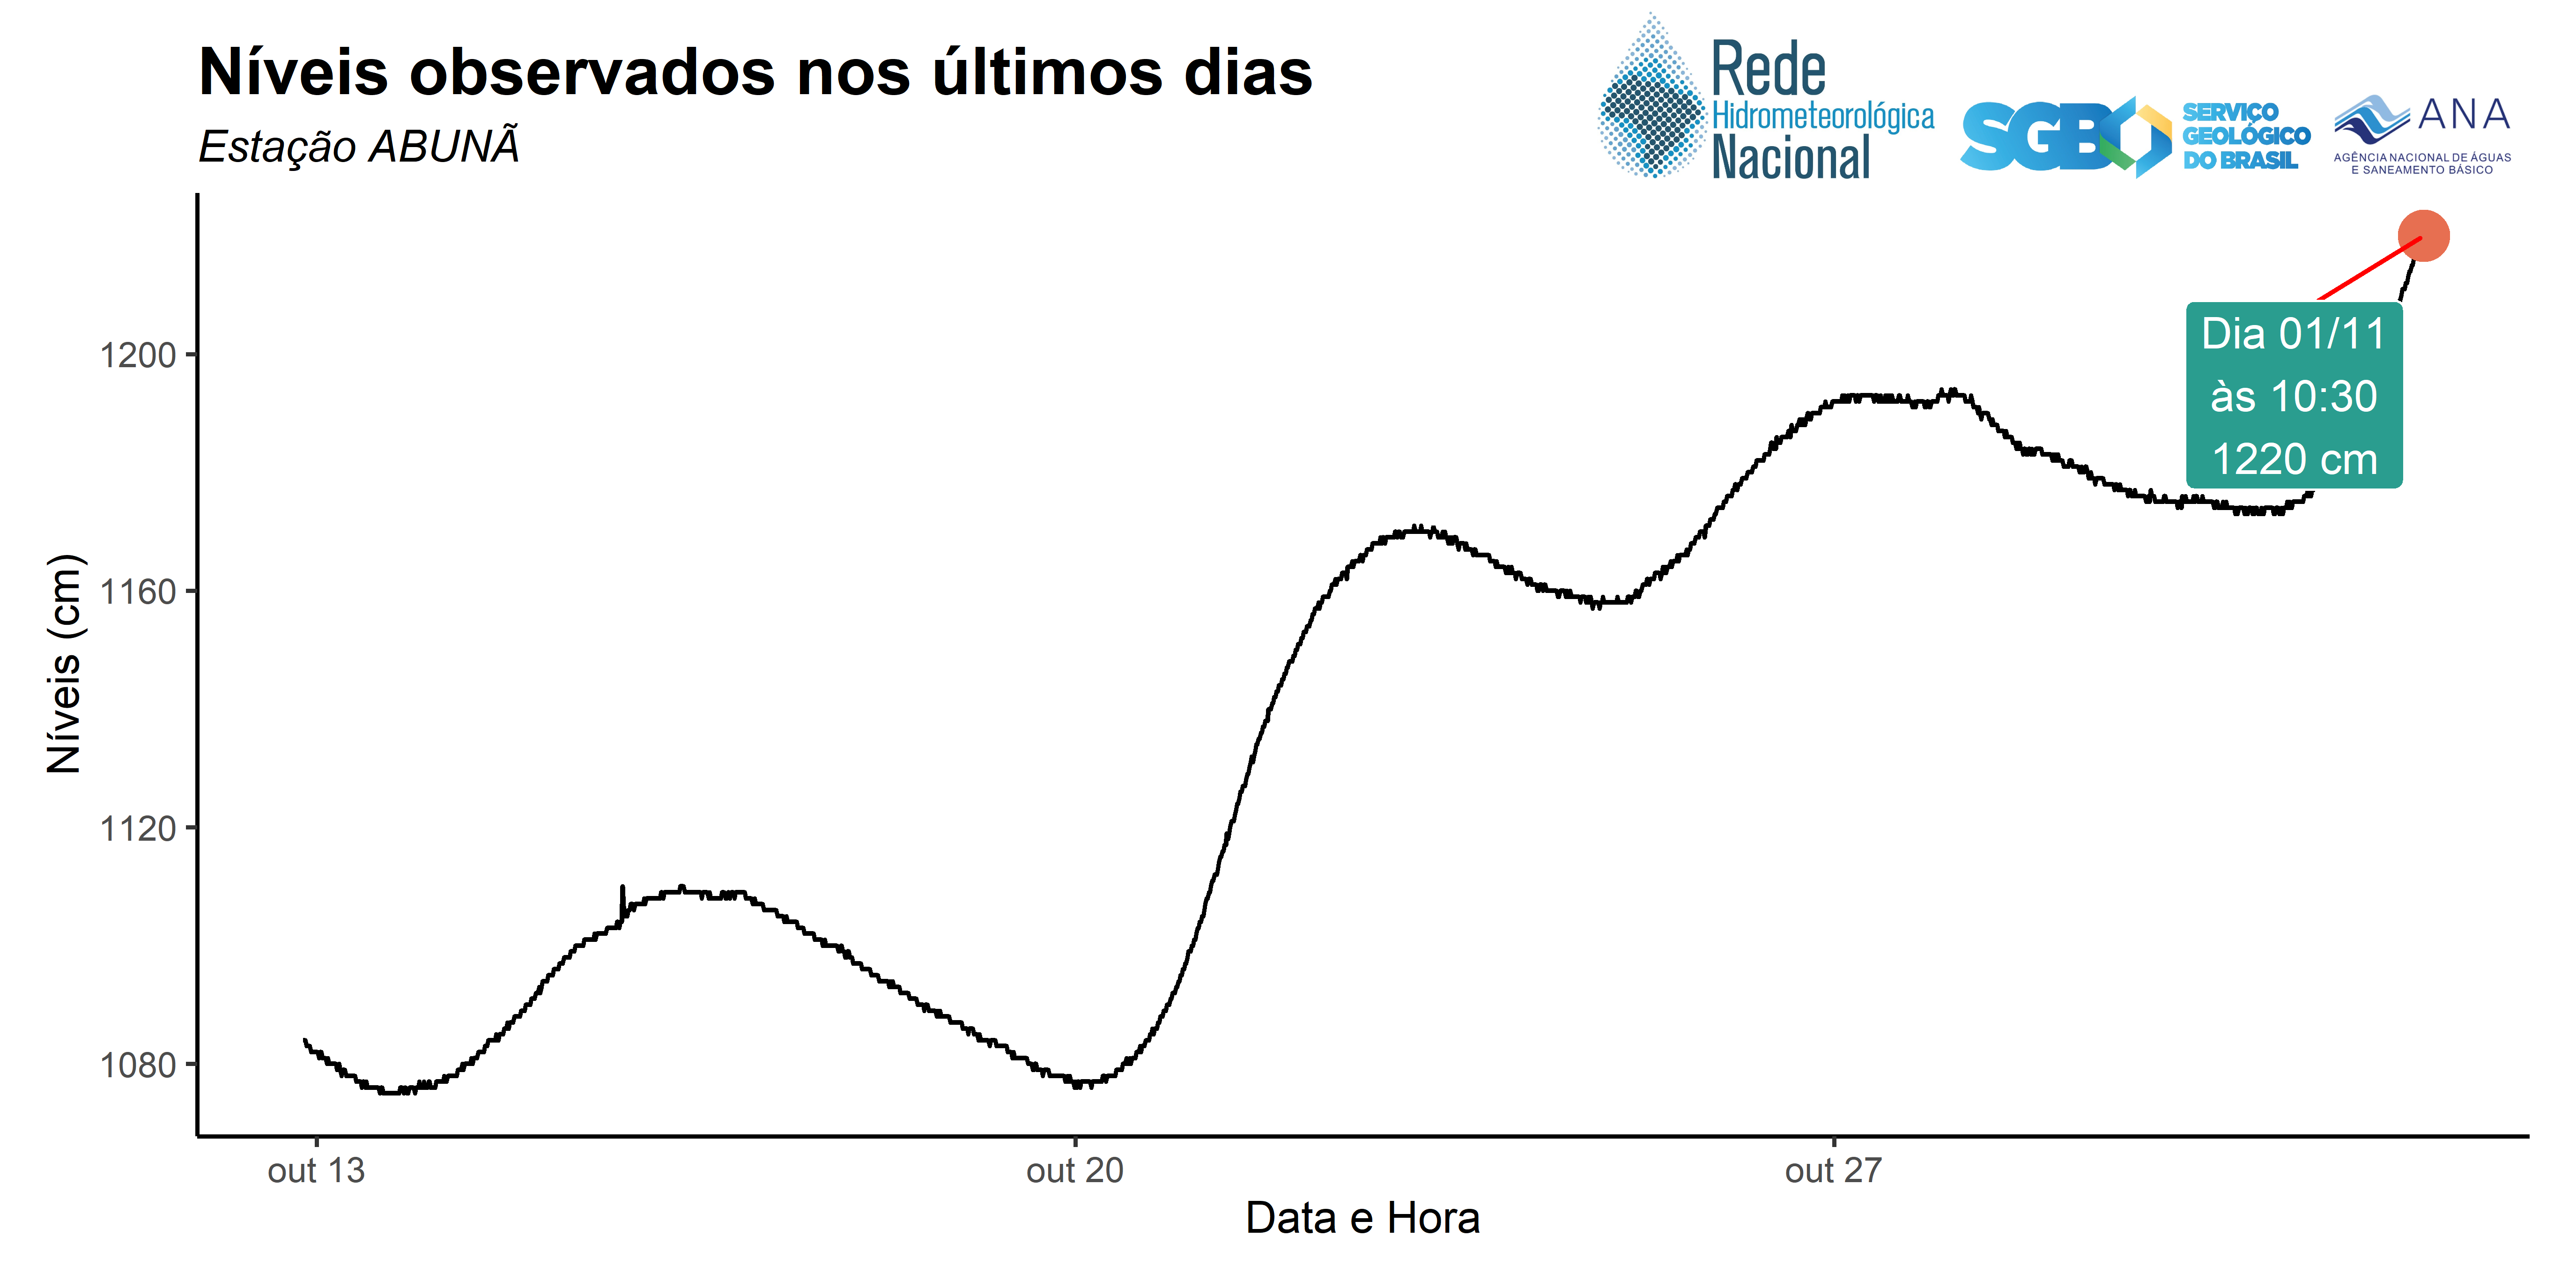 Níveis observados nos últimos dias
Estação ABUNÃ
Rede
Hidrometeorológica
Nacional
SGB
SERVIÇO
GEOLÓGICO
DO BRASIL
ANA
AGÊNCIA NACIONAL DE ÁGUAS
E SANEAMENTO BÁSICO
Dia 01/11
às 10:30
1220 cm
Níveis (cm)
1200
1160
1120
1080
out 13
out 20
out 27
Data e Hora